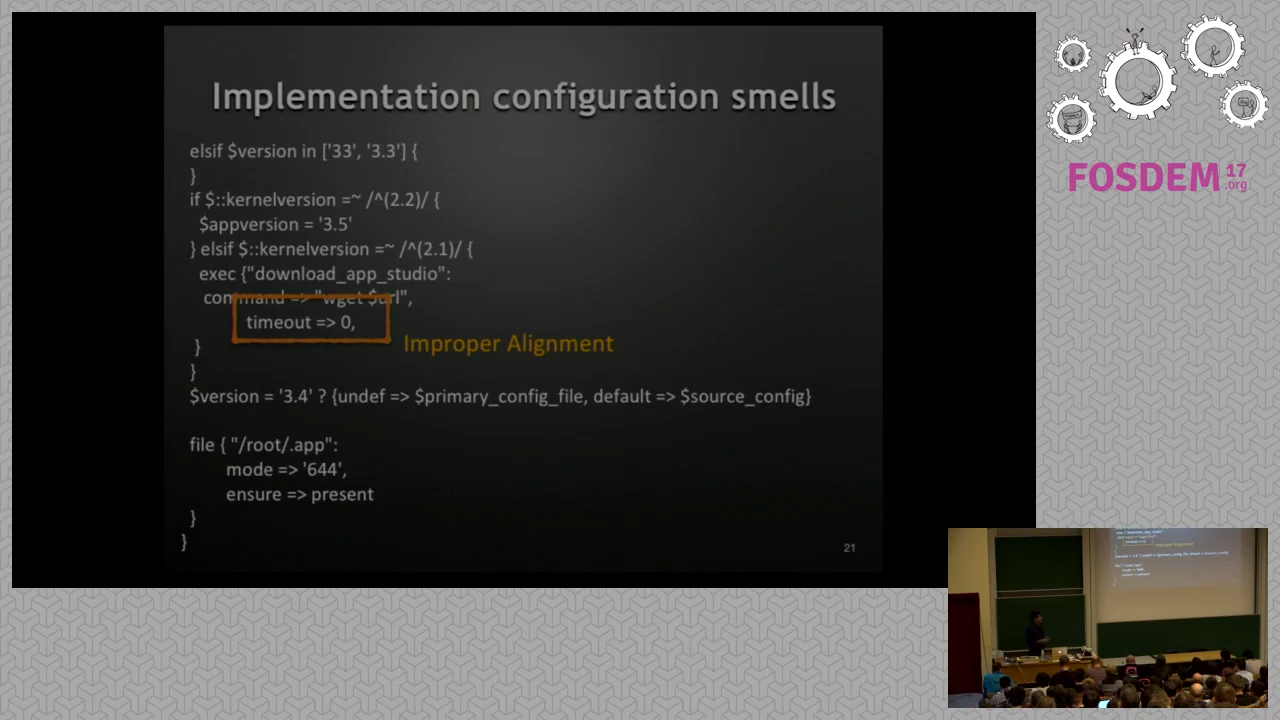 Implementation configuration smells
elsif $version in ['33', '3.3'] {
}
if $::kernelversion =~ /^(2.2)/ {
$appversion = '3.5'
} elsif $::kernelversion =~ /^(2.1)/ {
exec {"download_app_studio":
command => "wget $url",
timeout => 0,
Improper Alignment
}
}
$version = '3.4' ? {undef => $primary_config_file, default => $source_config}
file { "/root/.app":
mode => '644',
ensure => present
}
}
21
FOSDEM 17
.org